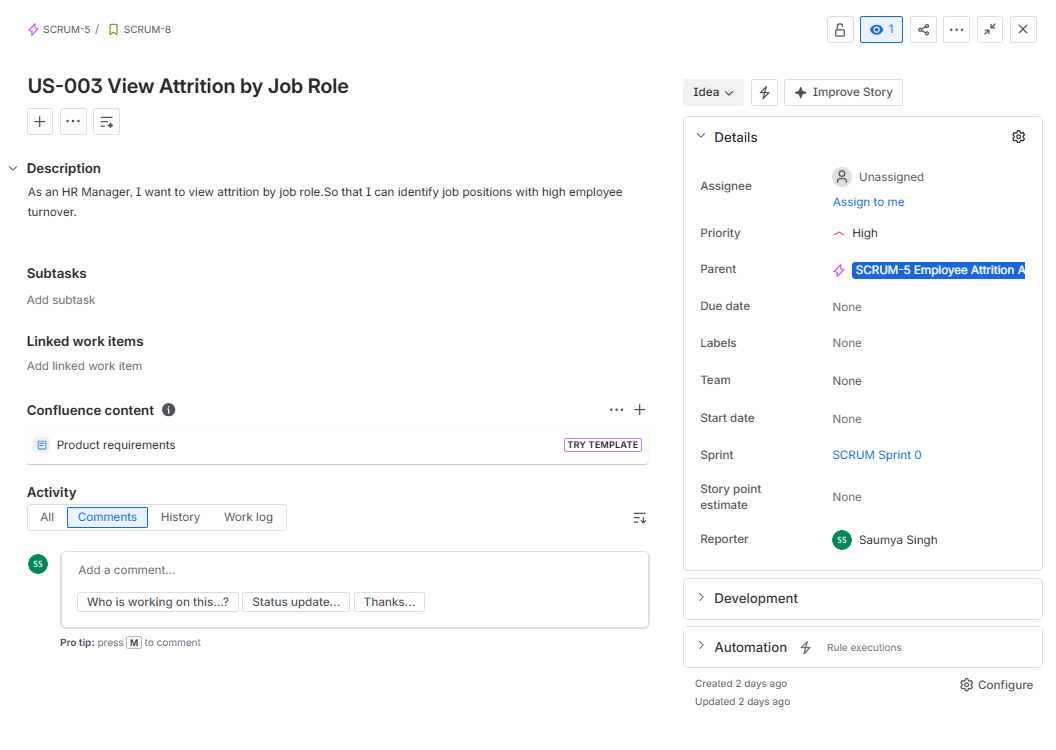 SCRUM-5 / SCRUM-8
1
US-003 View Attrition by Job Role
Description
As an HR Manager, I want to view attrition by job role.So that I can identify job positions with high employee
turnover.
Subtasks
Add subtask
Linked work items
Add linked work item
Confluence content
Product requirements TRY TEMPLATE
Activity
All Comments History Work log
SS
Add a comment...
Who is working on this...? Status update... Thanks...
Pro tip: press M to comment
Idea Improve Story
Details
Assignee Unassigned
Assign to me
Priority High
Parent SCRUM-5 Employee Attrition A
Due date None
Labels None
Team None
Start date None
Sprint SCRUM Sprint 0
Story point
estimate None
Reporter SS Saumya Singh
Development
Automation Rule executions
Created 2 days ago
Updated 2 days ago
Configure